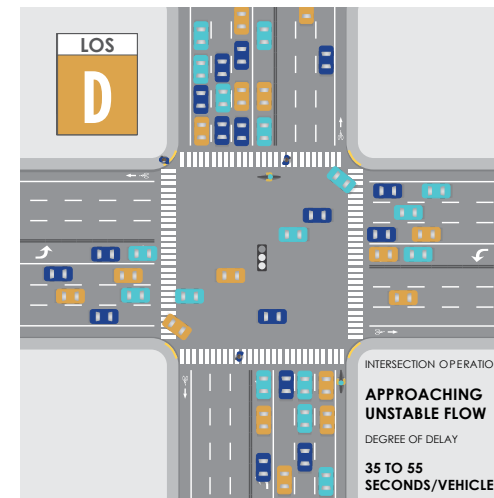 LOS
D
INTERSECTION OPERATIO
APPROACHING
UNSTABLE FLOW
DEGREE OF DELAY
35 TO 55
SECONDS/VEHICLE